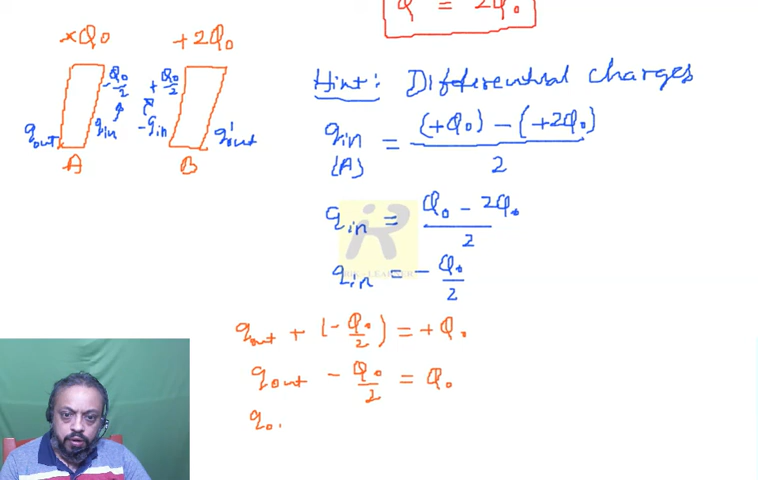 Q = 2Q₀
+Q₀ +2Q₀
-Q₀/2 +Q₀/2
q_out q_in -q_in q'_out
A B
Hint: Differential charges
q_in (A) = (+Q₀) - (+2Q₀) / 2
q_in = Q₀ - 2Q₀ / 2
q_in = - Q₀/2
q_out + (-Q₀/2) = +Q₀
q_out - Q₀/2 = Q₀
q₀.